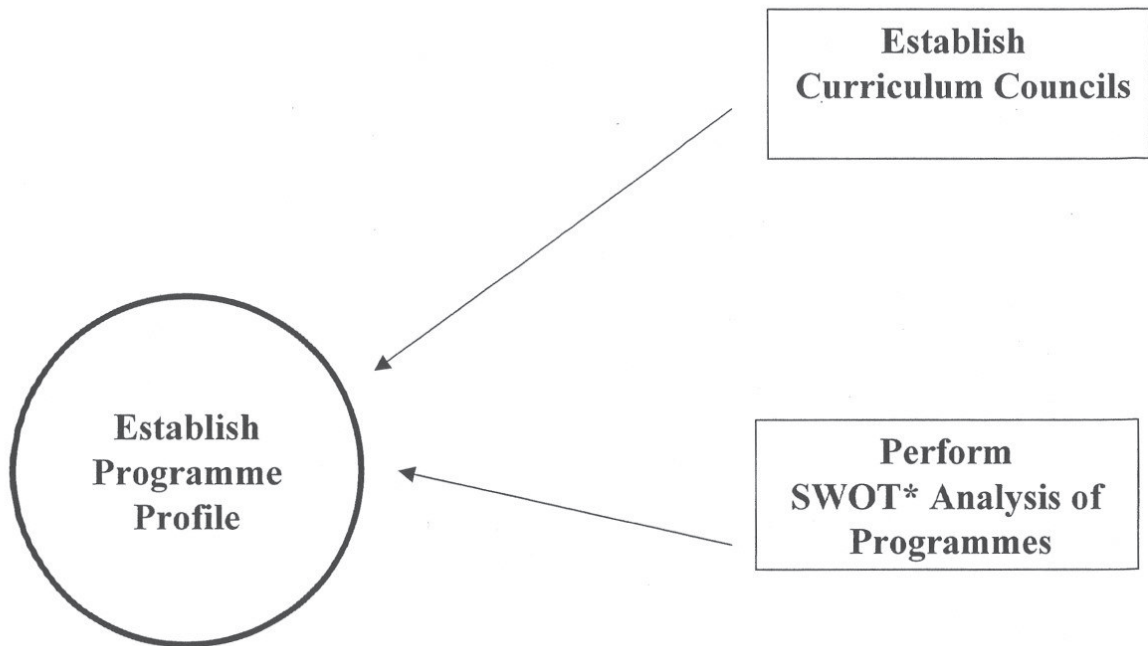 Establish
Curriculum Councils
Establish
Programme
Profile
Perform
SWOT* Analysis of
Programmes